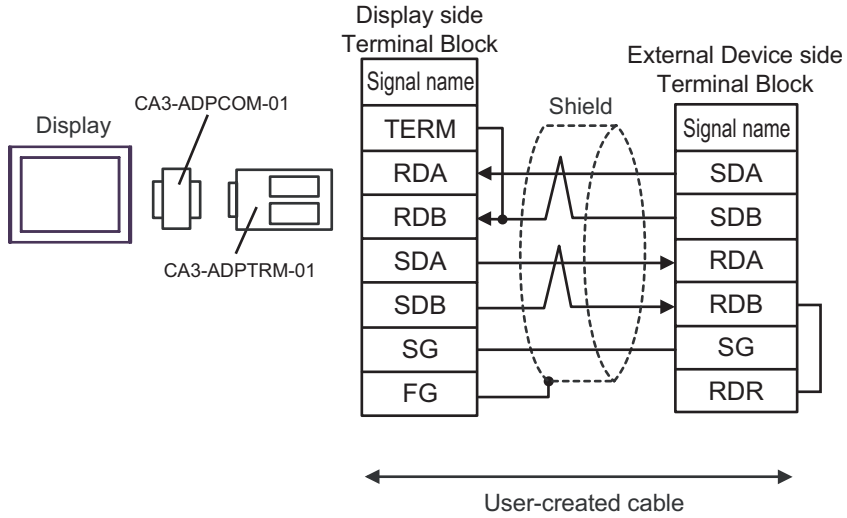 Display side
Terminal Block
External Device side
Terminal Block
Display
CA3-ADPCOM-01
CA3-ADPTRM-01
Shield
Signal name
TERM
RDA
RDB
SDA
SDB
SG
FG
Signal name
SDA
SDB
RDA
RDB
SG
RDR
User-created cable